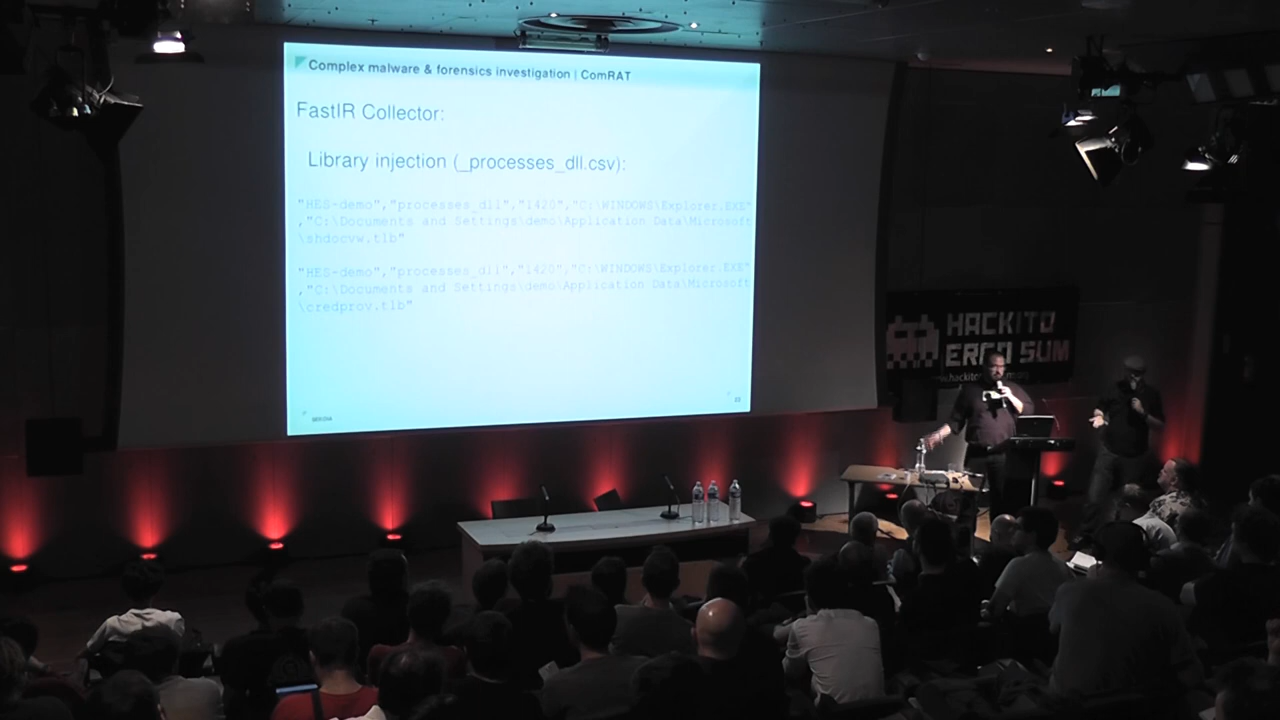 Complex malware & forensics investigation | ComRAT
FastIR Collector:
Library injection (_processes_dll.csv):
"HES-demo","processes_dll","1420","C:\WINDOWS\Explorer.EXE"
,"C:\Documents and Settings\demo\Application Data\Microsoft
\shdocvw.tlb"
"HES-demo","processes_dll","1420","C:\WINDOWS\Explorer.EXE"
,"C:\Documents and Settings\demo\Application Data\Microsoft
\credprov.tlb"
HACKITO
ERGO SUM